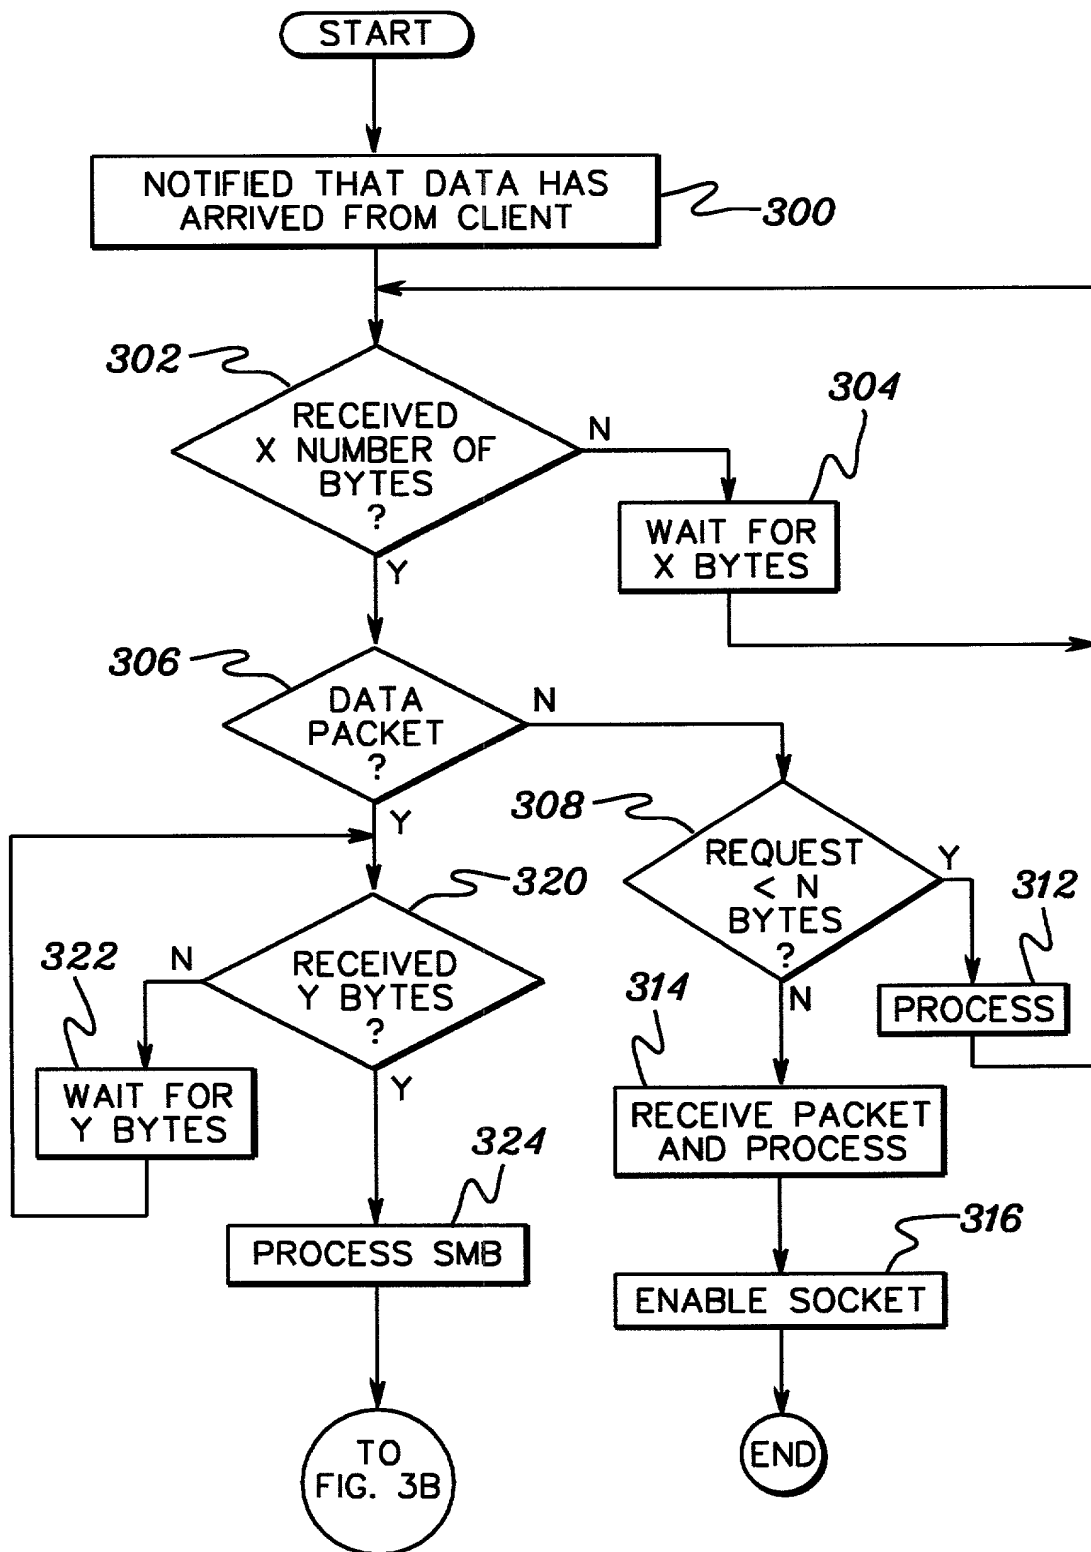 START
NOTIFIED THAT DATA HAS
ARRIVED FROM CLIENT
300
302
RECEIVED
X NUMBER OF
BYTES
?
N
Y
304
WAIT FOR
X BYTES
306
DATA
PACKET
?
N
Y
308
REQUEST
< N
BYTES
?
Y
N
312
PROCESS
320
RECEIVED
Y BYTES
?
N
Y
322
WAIT FOR
Y BYTES
314
RECEIVE PACKET
AND PROCESS
324
PROCESS SMB
316
ENABLE SOCKET
TO
FIG. 3B
END